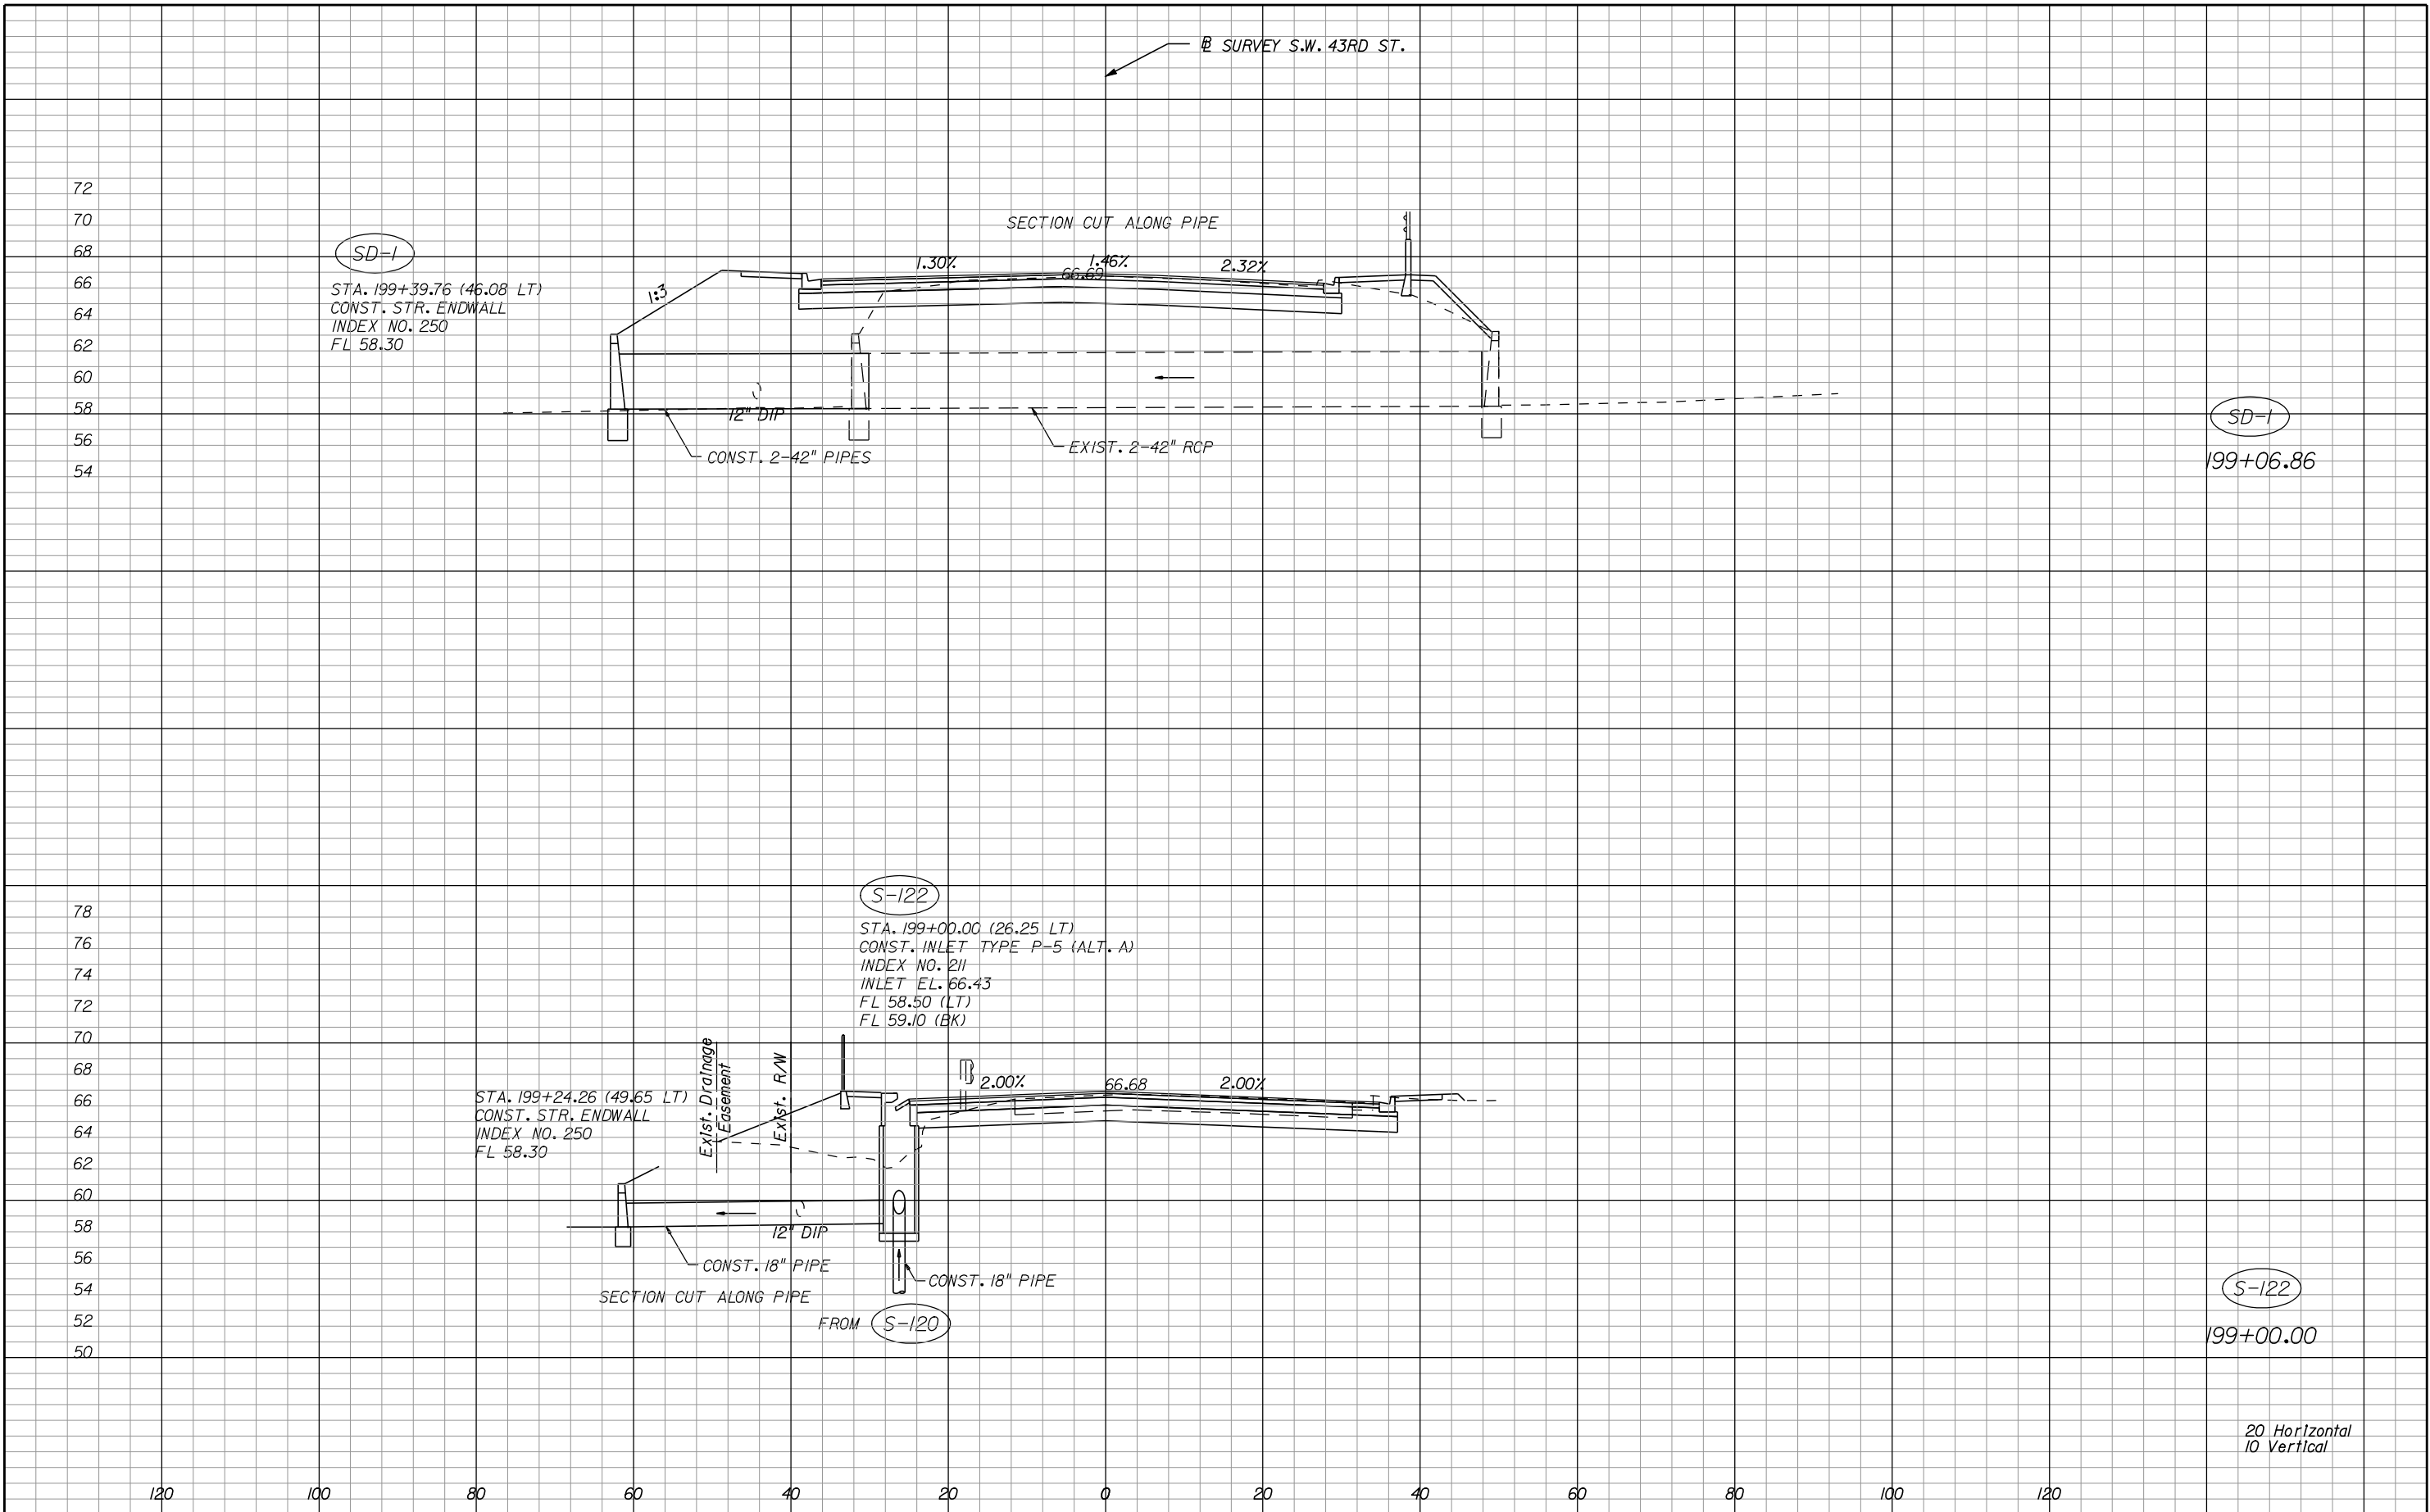 ℄ SURVEY S.W. 43RD ST.
72
70
68
66
64
62
60
58
56
54
SECTION CUT ALONG PIPE
SD-1
STA. 199+39.76 (46.08 LT)
CONST. STR. ENDWALL
INDEX NO. 250
FL 58.30
1:3
1.30%
1.46%
66.69
2.32%
12" DIP
CONST. 2-42" PIPES
EXIST. 2-42" RCP
SD-1
199+06.86
78
76
74
72
70
68
66
64
62
60
58
56
54
52
50
S-122
STA. 199+00.00 (26.25 LT)
CONST. INLET TYPE P-5 (ALT. A)
INDEX NO. 211
INLET EL. 66.43
FL 58.50 (LT)
FL 59.10 (BK)
STA. 199+24.26 (49.65 LT)
CONST. STR. ENDWALL
INDEX NO. 250
FL 58.30
Exist. Drainage
Easement
Exist. R/W
2.00%
66.68
2.00%
12" DIP
CONST. 18" PIPE
CONST. 18" PIPE
SECTION CUT ALONG PIPE
FROM S-120
S-122
199+00.00
20 Horizontal
10 Vertical
120 100 80 60 40 20 0 20 40 60 80 100 120